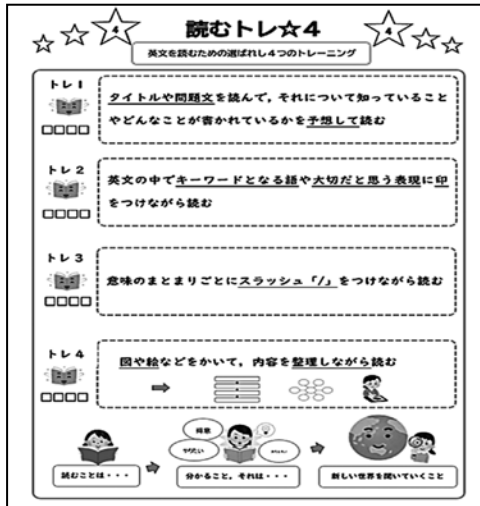 読むトレ☆4
4
4
英文を読むための選ばれし4つのトレーニング
トレ1
タイトルや問題文を読んで，それについて知っていること
やどんなことが書かれているかを予想して読む
トレ2
英文の中でキーワードとなる語や大切だと思う表現に印
をつけながら読む
トレ3
意味のまとまりごとにスラッシュ「/」をつけながら読む
トレ4
図や絵などをかいて，内容を整理しながら読む
得意
やりたい
読むことは・・・
分かること，それは・・・
新しい世界を開いていくこと